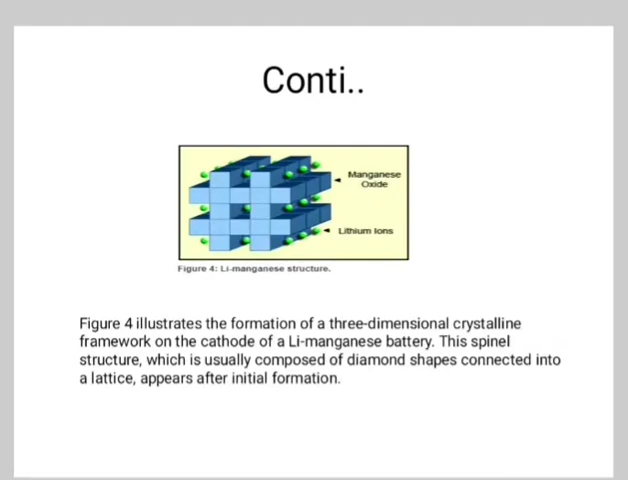 Conti..
Manganese
Oxide
Lithium Ions
Figure 4: Li-manganese structure.
Figure 4 illustrates the formation of a three-dimensional crystalline
framework on the cathode of a Li-manganese battery. This spinel
structure, which is usually composed of diamond shapes connected into
a lattice, appears after initial formation.